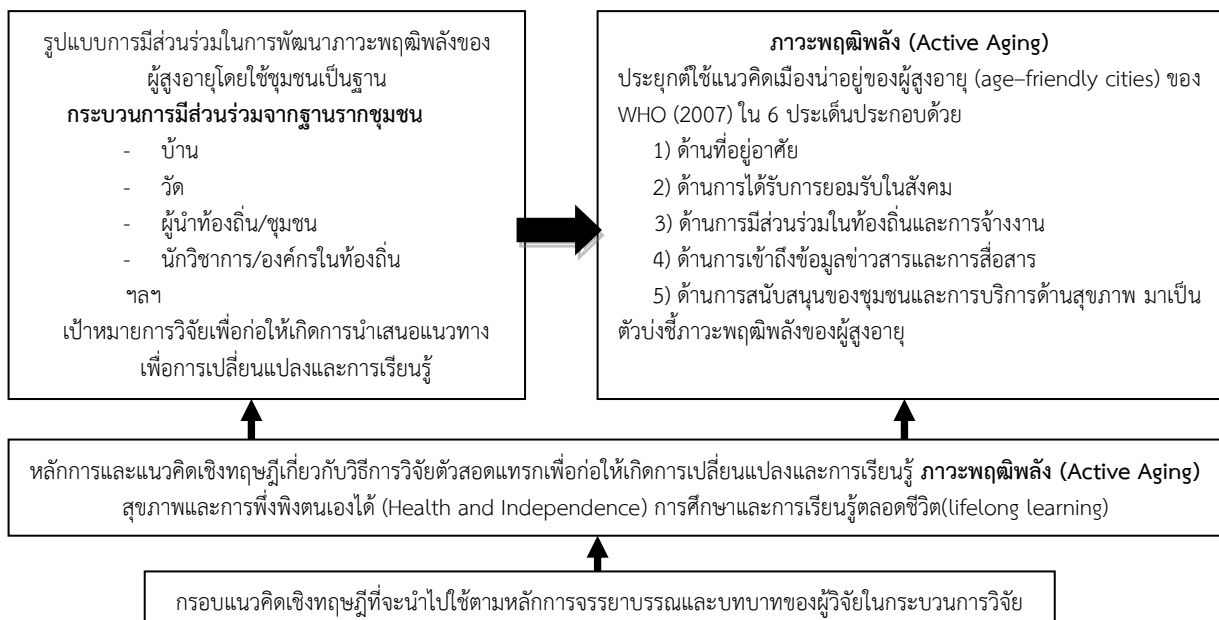 รูปแบบการมีส่วนร่วมในการพัฒนาภาวะพฤฒิพลังของ
ผู้สูงอายุโดยใช้ชุมชนเป็นฐาน
กระบวนการมีส่วนร่วมจากฐานรากชุมชน
- บ้าน
- วัด
- ผู้นำท้องถิ่น/ชุมชน
- นักวิชาการ/องค์กรในท้องถิ่น
ฯลฯ
เป้าหมายการวิจัยเพื่อก่อให้เกิดการนำเสนอแนวทาง
เพื่อการเปลี่ยนแปลงและการเรียนรู้
ภาวะพฤฒิพลัง (Active Aging)
ประยุกต์ใช้แนวคิดเมืองน่าอยู่ของผู้สูงอายุ (age–friendly cities) ของ
WHO (2007) ใน 6 ประเด็นประกอบด้วย
1) ด้านที่อยู่อาศัย
2) ด้านการได้รับการยอมรับในสังคม
3) ด้านการมีส่วนร่วมในท้องถิ่นและการจ้างงาน
4) ด้านการเข้าถึงข้อมูลข่าวสารและการสื่อสาร
5) ด้านการสนับสนุนของชุมชนและการบริการด้านสุขภาพ มาเป็น
ตัวบ่งชี้ภาวะพฤฒิพลังของผู้สูงอายุ
หลักการและแนวคิดเชิงทฤษฎีเกี่ยวกับวิธีการวิจัยตัวสอดแทรกเพื่อก่อให้เกิดการเปลี่ยนแปลงและการเรียนรู้ ภาวะพฤฒิพลัง (Active Aging)
สุขภาพและการพึ่งพิงตนเองได้ (Health and Independence) การศึกษาและการเรียนรู้ตลอดชีวิต(lifelong learning)
กรอบแนวคิดเชิงทฤษฎีที่จะนำไปใช้ตามหลักการจรรยาบรรณและบทบาทของผู้วิจัยในกระบวนการวิจัย